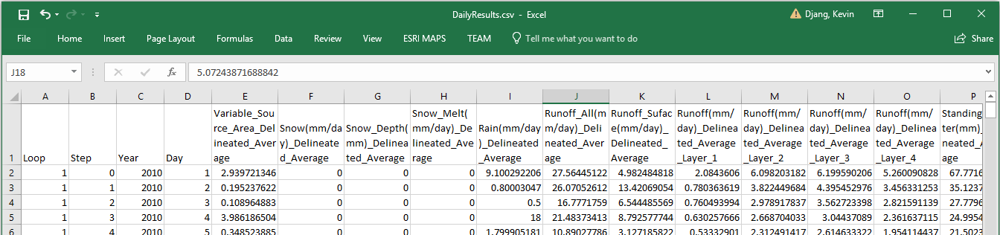 DailyResults.csv - Excel
Djang, Kevin
File Home Insert Page Layout Formulas Data Review View ESRI MAPS TEAM Tell me what you want to do Share
J18 fx 5.07243871688842
A B C D E F G H I J K L M N O P
1 Loop Step Year Day Variable_Source_Area_Delineated_Average Snow(mm/day)_Delineated_Average Snow_Depth(mm)_Delineated_Average Snow_Melt(mm/day)_Delineated_Average Rain(mm/day)_Delineated_Average Runoff_All(mm/day)_Delineated_Average Runoff_Suface(mm/day)_Delineated_Average Runoff(mm/day)_Delineated_Average_Layer_1 Runoff(mm/day)_Delineated_Average_Layer_2 Runoff(mm/day)_Delineated_Average_Layer_3 Runoff(mm/day)_Delineated_Average_Layer_4 Standing
2 1 0 2010 1 2.939721346 0 0 0 9.100292206 27.56445122 4.982484818 2.0843606 6.098203182 6.199590206 5.260090828 67.7716
3 1 1 2010 2 0.195237622 0 0 0 0.80003047 26.07052612 13.42069054 0.780363619 3.822449684 4.395452976 3.456331253 35.1237
4 1 2 2010 3 0.108964883 0 0 0 0.5 16.7771759 6.544485569 0.760493994 2.978917837 3.562723398 2.821591139 27.7796
5 1 3 2010 4 3.986186504 0 0 0 18 21.48373413 8.792577744 0.630257666 2.668704033 3.04437089 2.361637115 24.9954
6 1 4 2010 5 0.348523885 0 0 0 1.799905181 10.89027786 3.127185822 0.53332901 2.312491417 2.614633322 1.954114437 21.5023